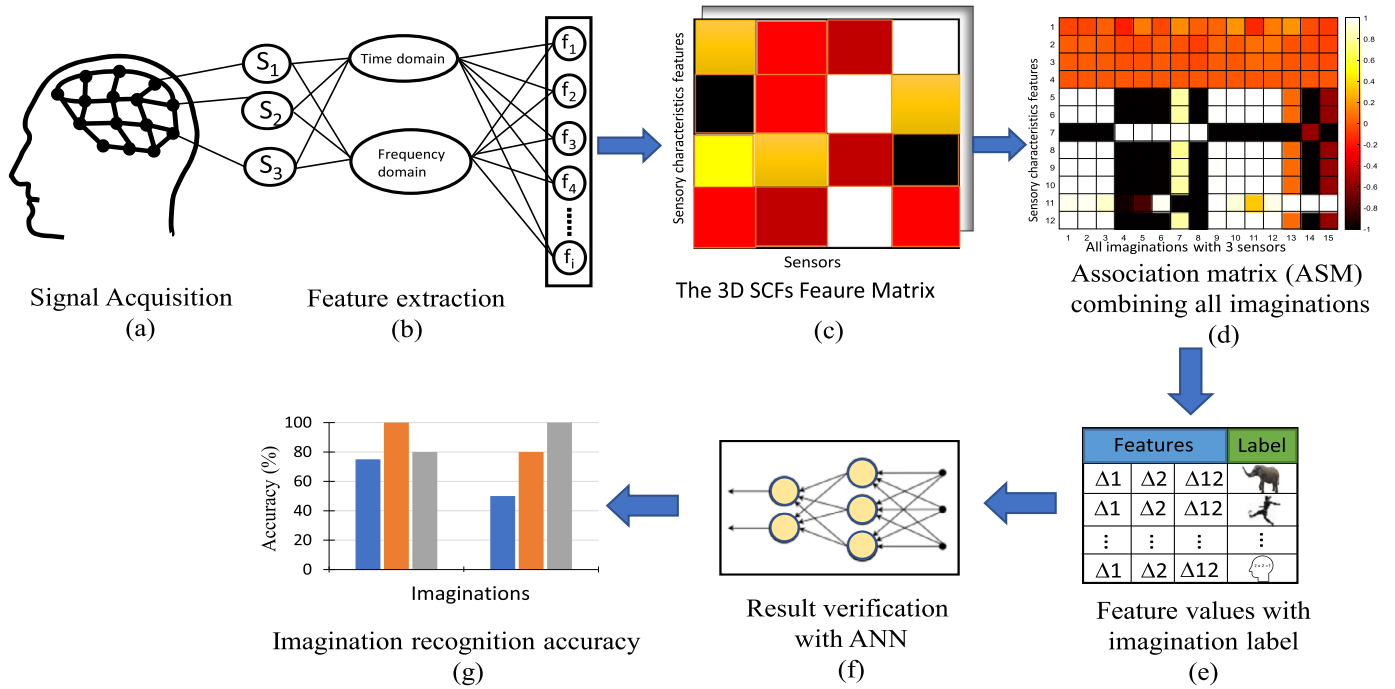 S1
S2
S3
Time domain
Frequency
domain
f1
f2
f3
f4
fi
Signal Acquisition
(a)
Feature extraction
(b)
Sensory characteristics features
Sensors
The 3D SCFs Feaure Matrix
(c)
Sensory characteristics features
1
2
3
4
5
6
7
8
9
10
11
12
1 2 3 4 5 6 7 8 9 10 11 12 13 14 15
All imaginations with 3 sensors
1
0.8
0.6
0.4
0.2
0
-0.2
-0.4
-0.6
-0.8
-1
Association matrix (ASM)
combining all imaginations
(d)
Features Label
Δ1 Δ2 Δ12
Δ1 Δ2 Δ12
⋮ ⋮ ⋮ ⋮
Δ1 Δ2 Δ12
Feature values with
imagination label
(e)
Result verification
with ANN
(f)
Accuracy (%)
100
80
60
40
20
0
Imaginations
Imagination recognition accuracy
(g)